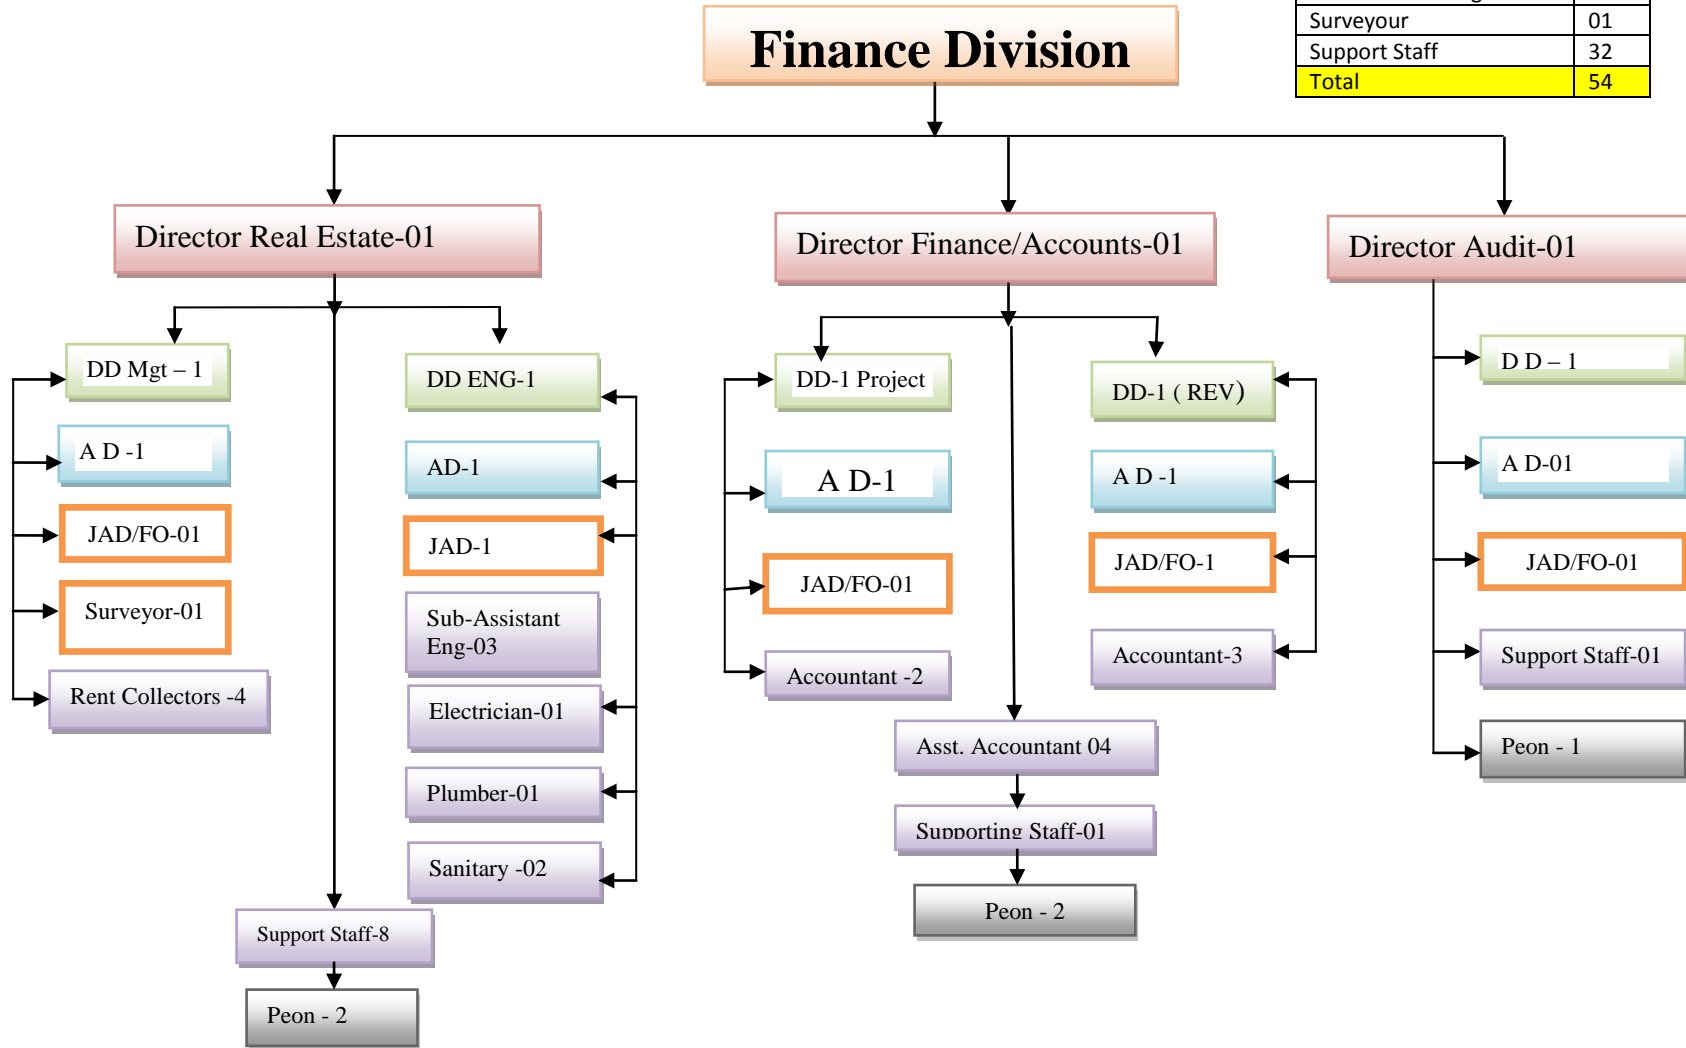 Surveyour 01
Support Staff 32
Total 54
Finance Division
Director Real Estate-01
Director Finance/Accounts-01
Director Audit-01
DD Mgt – 1
A D -1
JAD/FO-01
Surveyor-01
Rent Collectors -4
DD ENG-1
AD-1
JAD-1
Sub-Assistant
Eng-03
Electrician-01
Plumber-01
Sanitary -02
Support Staff-8
Peon - 2
DD-1 Project
A D-1
JAD/FO-01
Accountant -2
DD-1 ( REV)
A D -1
JAD/FO-1
Accountant-3
Asst. Accountant 04
Supporting Staff-01
Peon - 2
D D – 1
A D-01
JAD/FO-01
Support Staff-01
Peon - 1